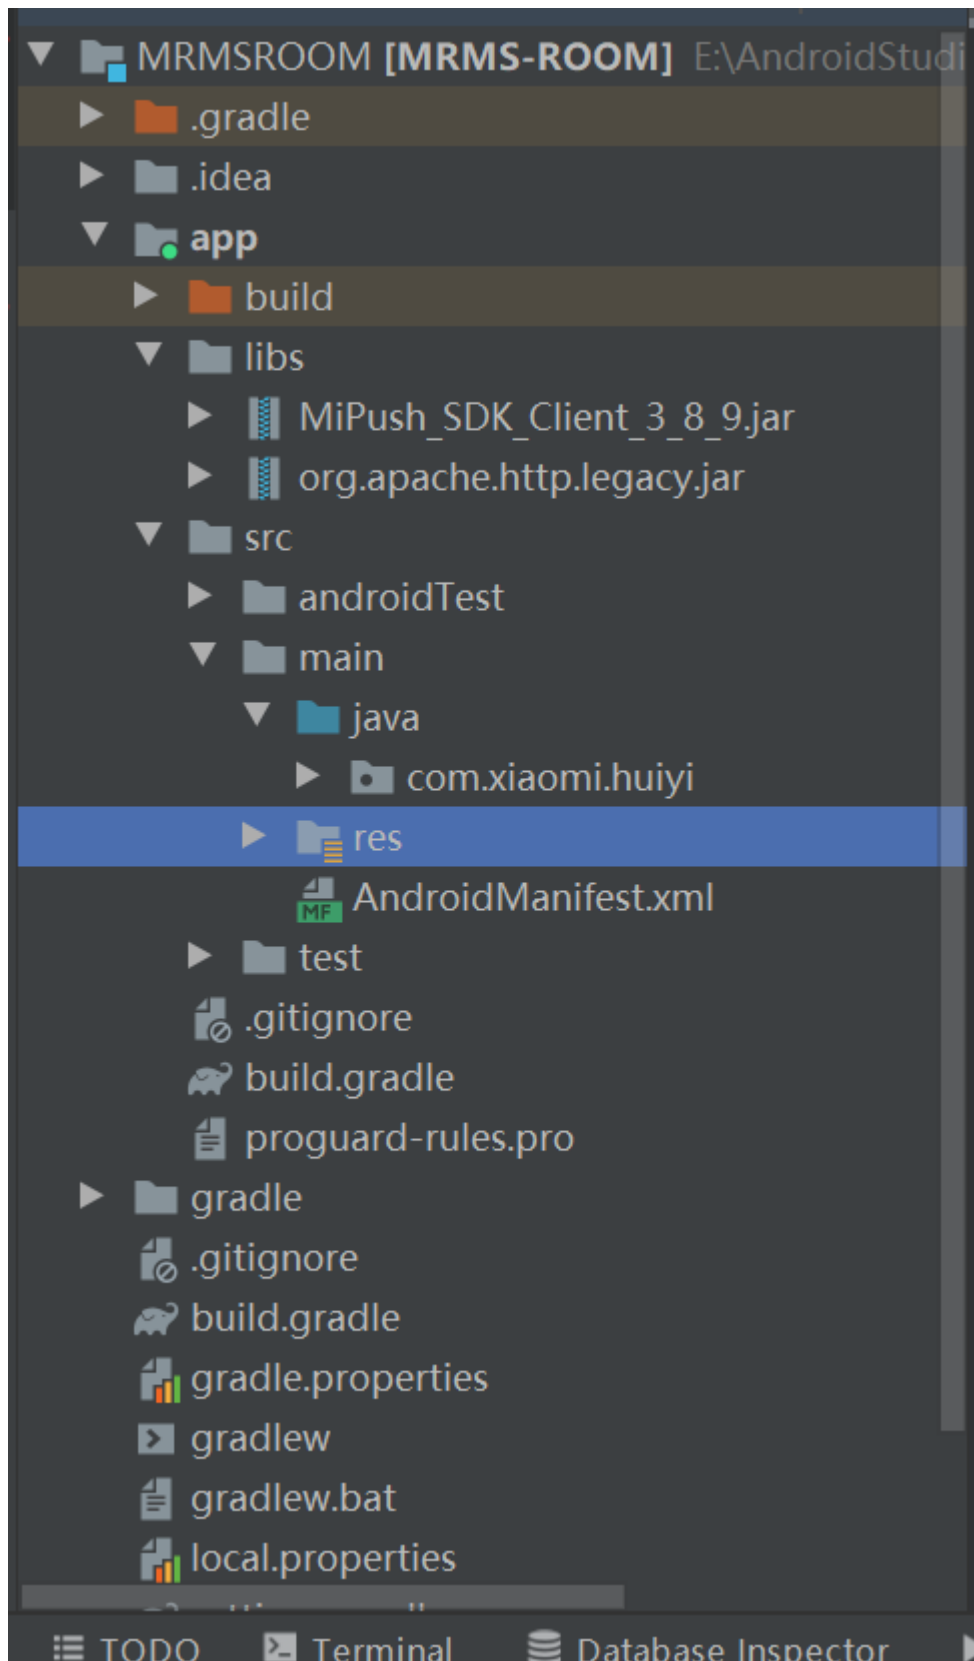 MRMSROOM [MRMS-ROOM] E:\AndroidStudi
.gradle
.idea
app
build
libs
MiPush_SDK_Client_3_8_9.jar
org.apache.http.legacy.jar
src
androidTest
main
java
com.xiaomi.huiyi
res
MF AndroidManifest.xml
test
.gitignore
build.gradle
proguard-rules.pro
gradle
.gitignore
build.gradle
gradle.properties
gradlew
gradlew.bat
local.properties
TODO Terminal Database Inspector